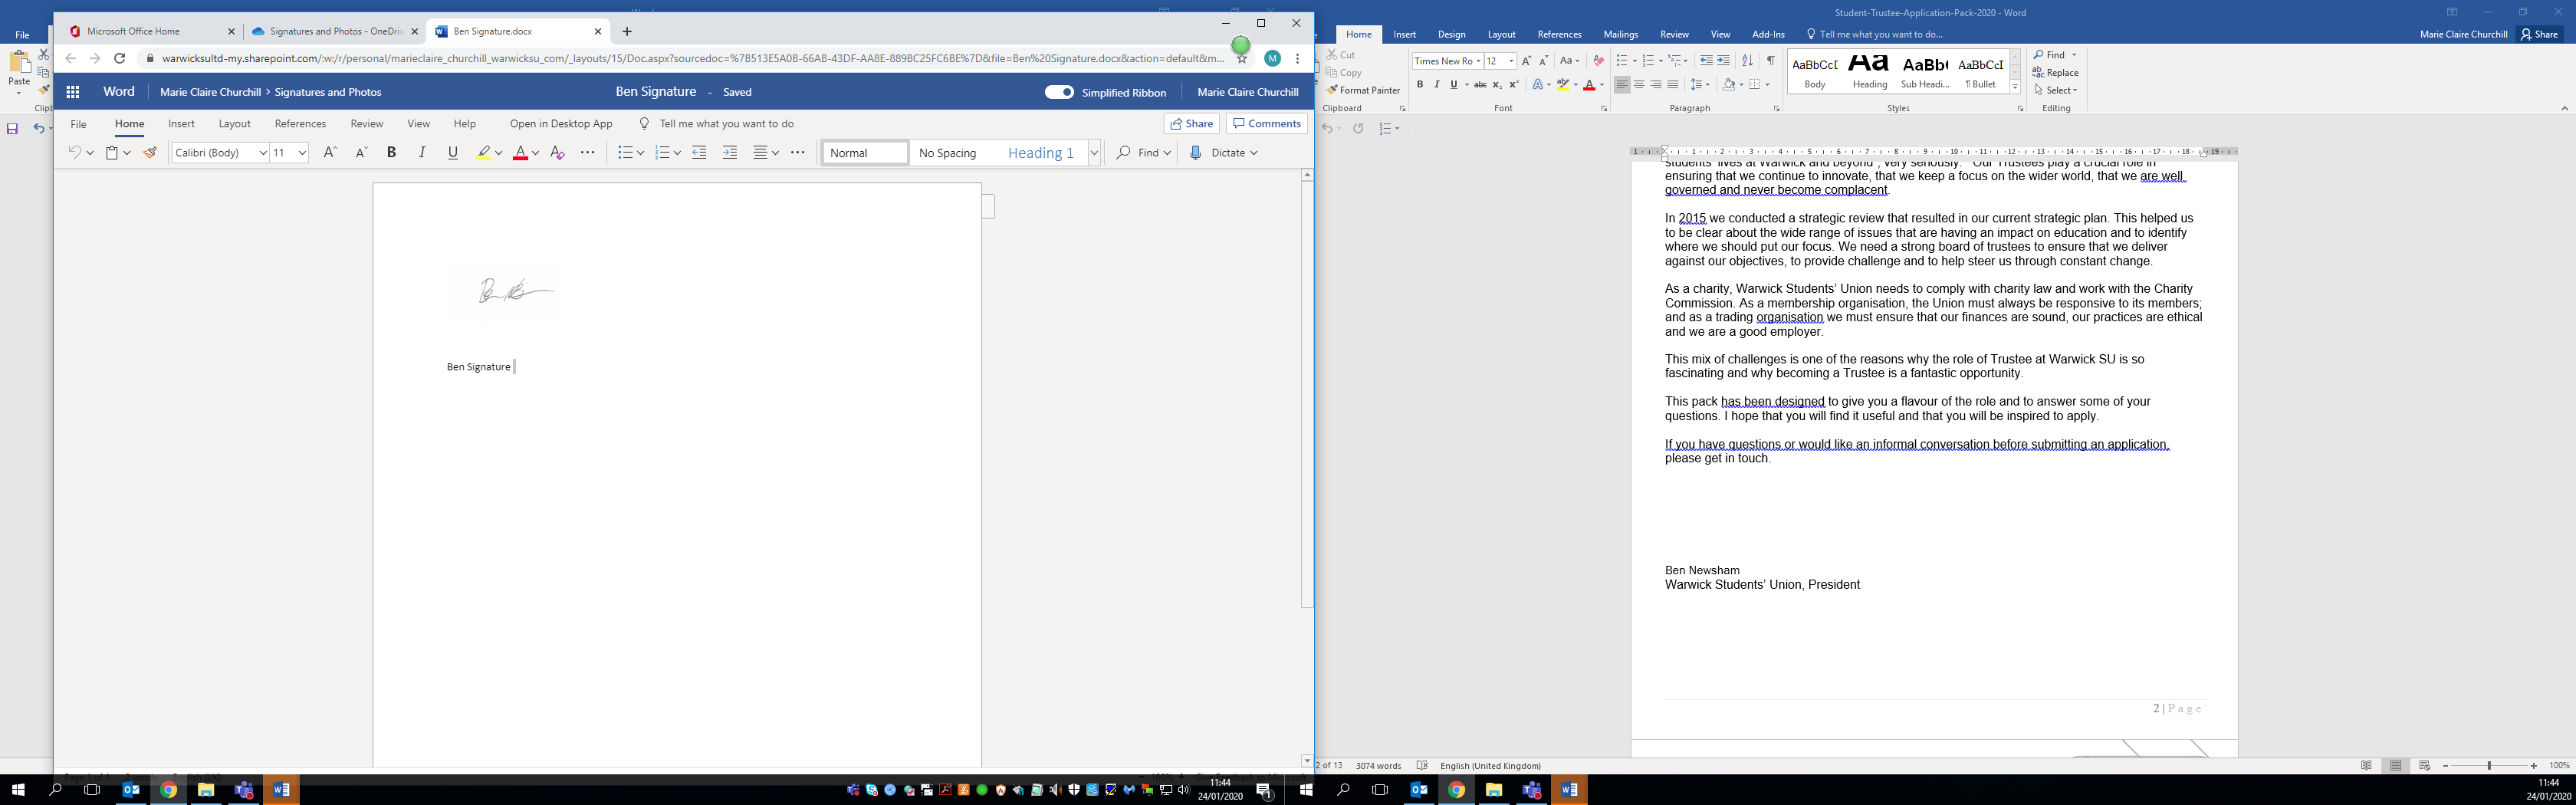 Microsoft Office Home
Signatures and Photos - OneDriv
Ben Signature.docx
warwicksultd-my.sharepoint.com/:w:/r/personal/marieclaire_churchill_warwicksu_com/_layouts/15/Doc.aspx?sourcedoc=%7B513E5A0B-66AB-43DF-AA8E-889BC25FC6BE%7D&file=Ben%20Signature.docx&action=default&m...
M
Word
Marie Claire Churchill > Signatures and Photos
Ben Signature - Saved
Simplified Ribbon
Marie Claire Churchill
File Home Insert Layout References Review View Help Open in Desktop App Tell me what you want to do
Share Comments
Calibri (Body) 11 B I U A Normal No Spacing Heading 1 Find Dictate
File
Paste
Ben Signature
11:44
24/01/2020
Student-Trustee-Application-Pack-2020 - Word
Home Insert Design Layout References Mailings Review View Add-Ins Tell me what you want to do...
Marie Claire Churchill Share
Cut
Copy
Format Painter
Clipboard
Times New Ro 12
B I U abc
Font
Paragraph
AaBbCcI Body
Aa Heading
AaBb( Sub Headi...
AaBbCcI ¶ Bullet
Styles
Find
Replace
Select
Editing
students' lives at Warwick and beyond', very seriously. Our Trustees play a crucial role in
ensuring that we continue to innovate, that we keep a focus on the wider world, that we are well
governed and never become complacent.
In 2015 we conducted a strategic review that resulted in our current strategic plan. This helped us
to be clear about the wide range of issues that are having an impact on education and to identify
where we should put our focus. We need a strong board of trustees to ensure that we deliver
against our objectives, to provide challenge and to help steer us through constant change.
As a charity, Warwick Students' Union needs to comply with charity law and work with the Charity
Commission. As a membership organisation, the Union must always be responsive to its members;
and as a trading organisation we must ensure that our finances are sound, our practices are ethical
and we are a good employer.
This mix of challenges is one of the reasons why the role of Trustee at Warwick SU is so
fascinating and why becoming a Trustee is a fantastic opportunity.
This pack has been designed to give you a flavour of the role and to answer some of your
questions. I hope that you will find it useful and that you will be inspired to apply.
If you have questions or would like an informal conversation before submitting an application,
please get in touch.
Ben Newsham
Warwick Students' Union, President
2 | Page
2 of 13 3074 words English (United Kingdom)
100%
11:44
24/01/2020